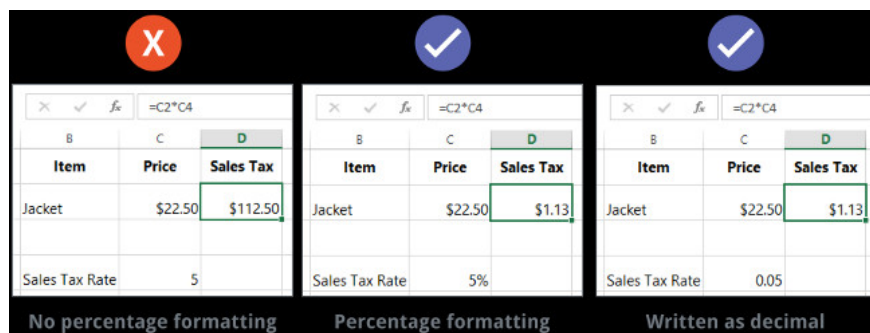 X
=C2*C4
B C D
Item Price Sales Tax
Jacket $22.50 $112.50
Sales Tax Rate 5
No percentage formatting
fx =C2*C4
B C D
Item Price Sales Tax
Jacket $22.50 $1.13
Sales Tax Rate 5%
Percentage formatting
fx =C2*C4
B C D
Item Price Sales Tax
Jacket $22.50 $1.13
Sales Tax Rate 0.05
Written as decimal